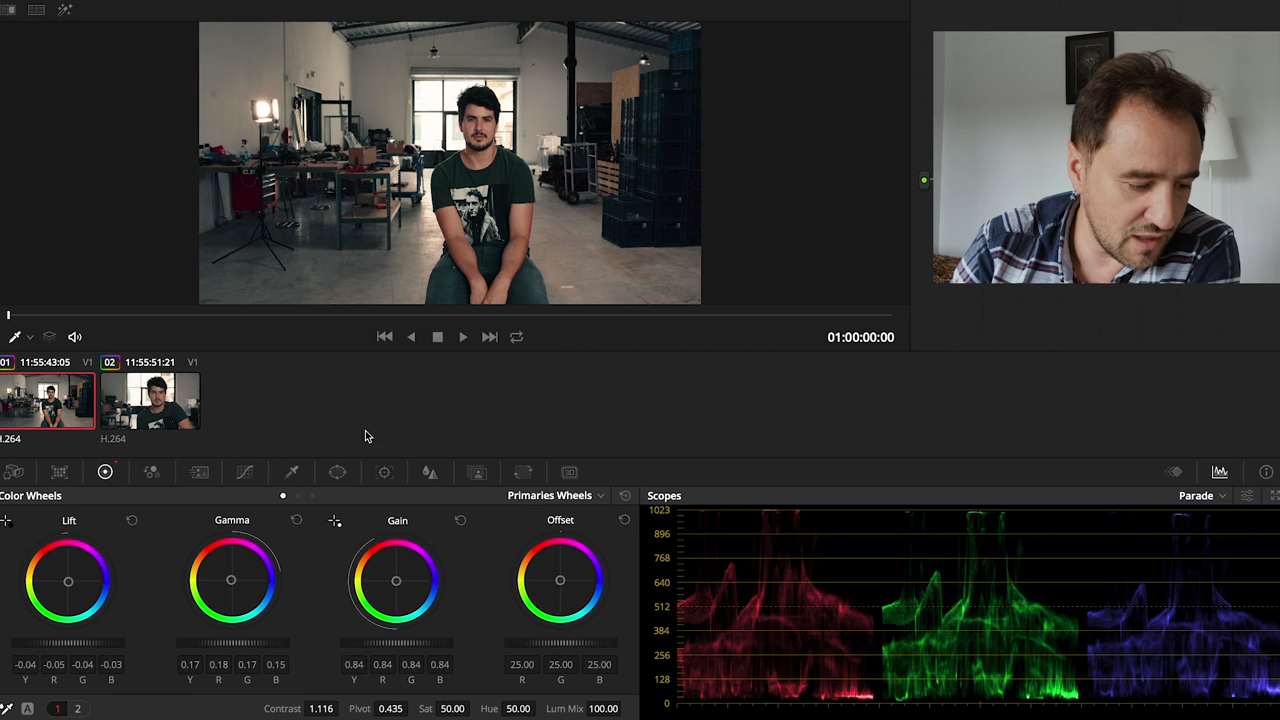 01:00:00:00
01 11:55:43:05 V1 02 11:55:51:21 V1
H.264 H.264
Color Wheels Primaries Wheels Scopes Parade
Lift Gamma Gain Offset
1023
896
768
640
512
384
256
128
0
-0.04 -0.05 -0.04 -0.03 0.17 0.18 0.17 0.15 0.84 0.84 0.84 0.84 25.00 25.00 25.00
Y R G B Y R G B Y R G B R G B
A 1 2 Contrast 1.116 Pivot 0.435 Sat 50.00 Hue 50.00 Lum Mix 100.00